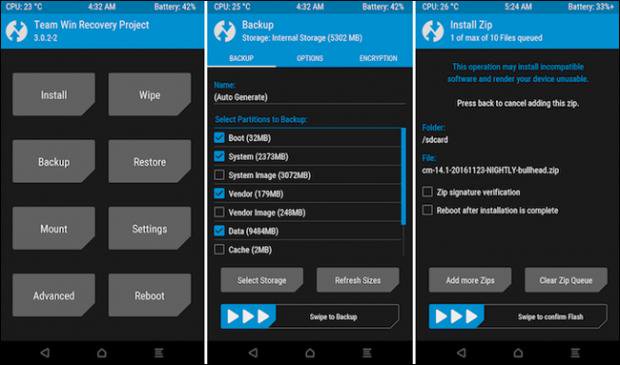 CPU: 23 °C 4:32 AM Battery: 42%
Team Win Recovery Project
3.0.2-2
Install
Wipe
Backup
Restore
Mount
Settings
Advanced
Reboot
CPU: 25 °C 4:32 AM Battery: 42%
Backup
Storage: Internal Storage (5302 MB)
BACKUP OPTIONS ENCRYPTION
Name:
(Auto Generate)
Select Partitions to Backup:
Boot (32MB)
System (2373MB)
System Image (3072MB)
Vendor (179MB)
Vendor Image (248MB)
Data (9484MB)
Cache (2MB)
Select Storage
Refresh Sizes
Swipe to Backup
CPU: 26 °C 5:24 AM Battery: 33%+
Install Zip
1 of max of 10 Files queued
This operation may install incompatible
software and render your device unusable.
Press back to cancel adding this zip.
Folder:
/sdcard
File:
cm-14.1-20161123-NIGHTLY-bullhead.zip
Zip signature verification
Reboot after installation is complete
Add more Zips
Clear Zip Queue
Swipe to confirm Flash